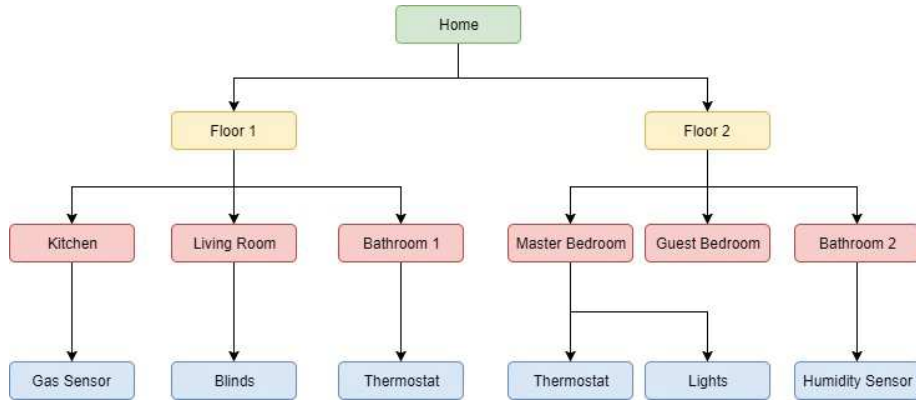 Home
Floor 1
Floor 2
Kitchen
Living Room
Bathroom 1
Master Bedroom
Guest Bedroom
Bathroom 2
Gas Sensor
Blinds
Thermostat
Thermostat
Lights
Humidity Sensor